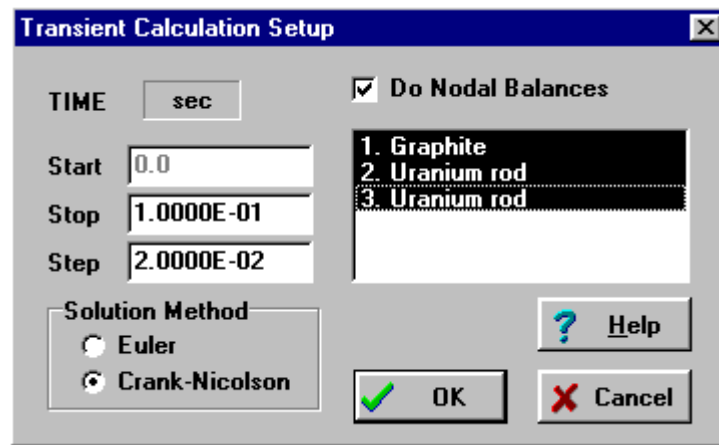 Transient Calculation Setup
TIME sec
Do Nodal Balances
Start 0.0
Stop 1.0000E-01
Step 2.0000E-02
1. Graphite
2. Uranium rod
3. Uranium rod
Solution Method
Euler
Crank-Nicolson
? Help
OK
Cancel